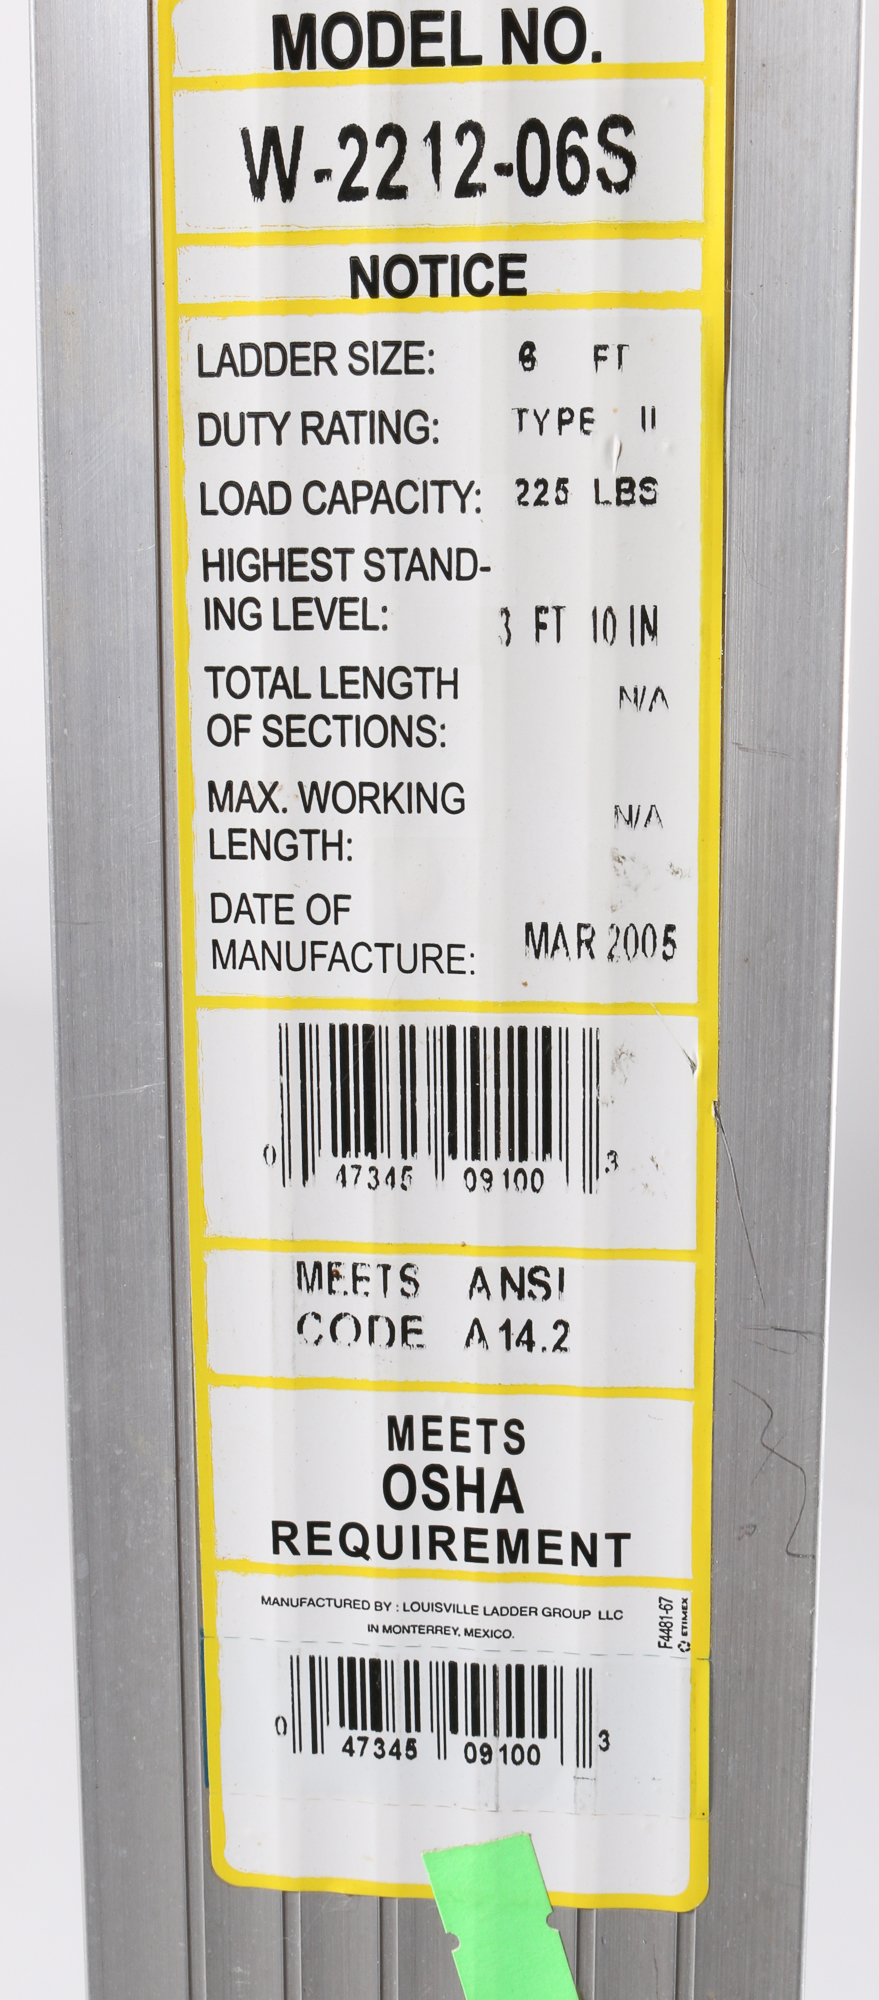 MODEL NO.
W-2212-06S
NOTICE
LADDER SIZE: 6 FT
DUTY RATING: TYPE II
LOAD CAPACITY: 225 LBS
HIGHEST STAND-
ING LEVEL: 3 FT 10 IN
TOTAL LENGTH
OF SECTIONS: N/A
MAX. WORKING
LENGTH: N/A
DATE OF
MANUFACTURE: MAR 2005
0 47345 09100 3
MEETS ANSI
CODE A14.2
MEETS
OSHA
REQUIREMENT
MANUFACTURED BY : LOUISVILLE LADDER GROUP LLC
IN MONTERREY, MEXICO.
F4481-67
ETIMEX
0 47345 09100 3